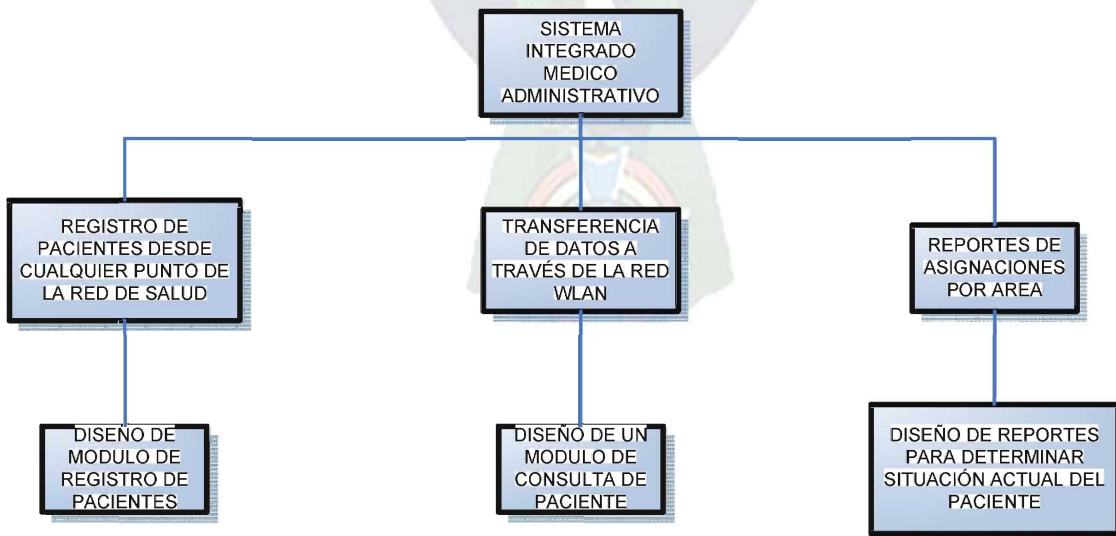 SISTEMA
INTEGRADO
MEDICO
ADMINISTRATIVO
REGISTRO DE
PACIENTES DESDE
CUALQUIER PUNTO DE
LA RED DE SALUD
TRANSFERENCIA
DE DATOS A
TRAVÉS DE LA RED
WLAN
REPORTES DE
ASIGNACIONES
POR AREA
DISEÑO DE
MODULO DE
REGISTRO DE
PACIENTES
DISEÑO DE UN
MODULO DE
CONSULTA DE
PACIENTE
DISEÑO DE REPORTES
PARA DETERMINAR
SITUACIÓN ACTUAL DEL
PACIENTE